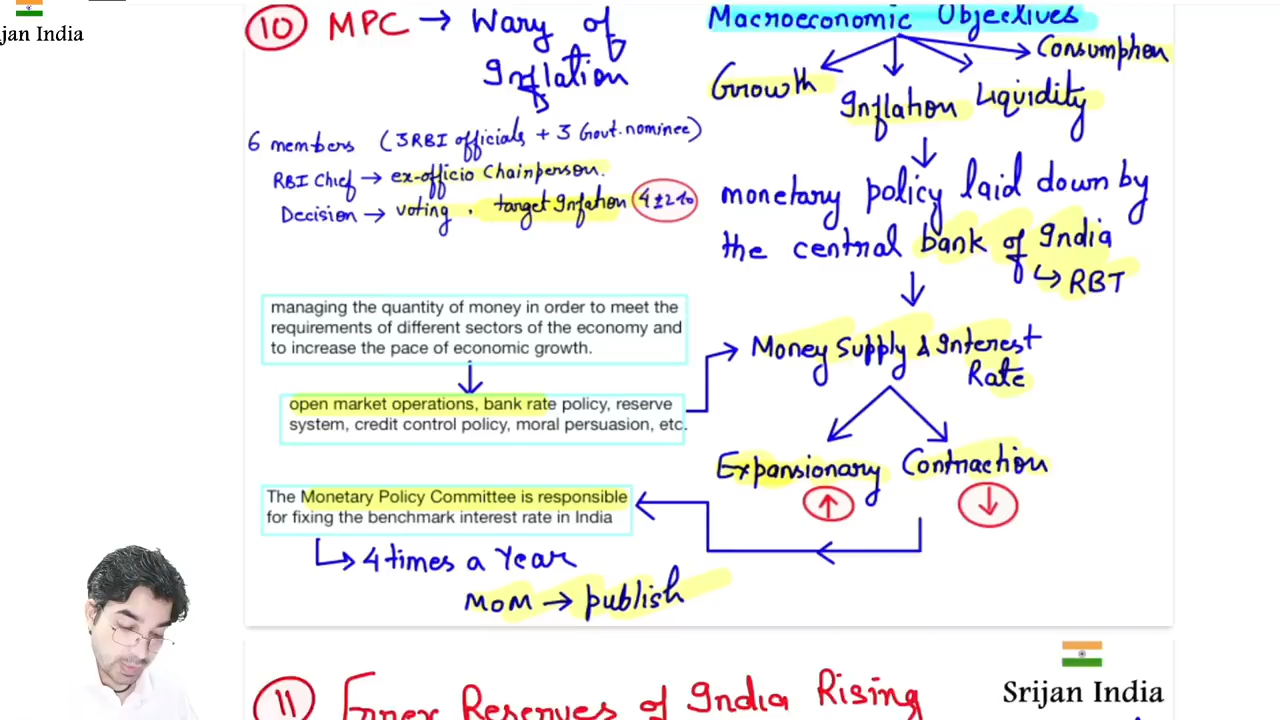 jan India
10 MPC → Wary of
Inflation
6 members (3RBI officials + 3 Govt. nominee)
RBI Chief → ex-officio Chairperson.
Decision → voting . target Inflation 4±2%
managing the quantity of money in order to meet the
requirements of different sectors of the economy and
to increase the pace of economic growth.
open market operations, bank rate policy, reserve
system, credit control policy, moral persuasion, etc.
The Monetary Policy Committee is responsible
for fixing the benchmark interest rate in India
↳ 4 times a Year
MOM → publish
Macroeconomic Objectives
Growth Inflation Liquidity Consumption
monetary policy laid down by
the central bank of India
↳ RBI
Money Supply & Interest
Rate
Expansionary Contraction
↑ ↓
11 Forex Reserves of India Rising
Srijan India